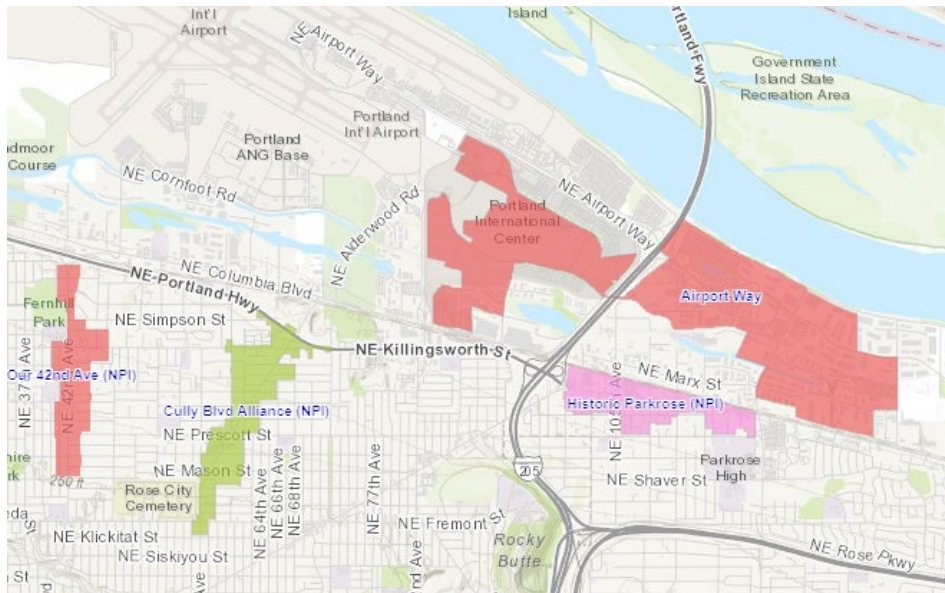 Int'l
Airport
Island
NE Airport Way
Portland Fwy
Government
Island State
Recreation Area
Portland
Int'l Airport
Portland
ANG Base
Course
NE Cornfoot Rd
NE Alderwood Rd
NE Airport Way
Portland
International
Center
NE Columbia Blvd
NE Portland Hwy
Fernhill
Park
NE Simpson St
Airport Way
NE Killingsworth St
NE Marx St
Our 42nd Ave (NPI)
NE 37th Ave
NE 42nd Ave
Cully Blvd Alliance (NPI)
Historic Parkrose (NPI)
NE Prescott St
NE Mason St
250 ft
Rose City
Cemetery
NE 64th Ave
NE 66th Ave
NE 68th Ave
NE 77th Ave
205
Parkrose
High
NE Shaver St
NE Fremont St
NE Klickitat St
NE Siskiyou St
Rocky
Butte
NE Rose Pkwy
St
Ave
Ave